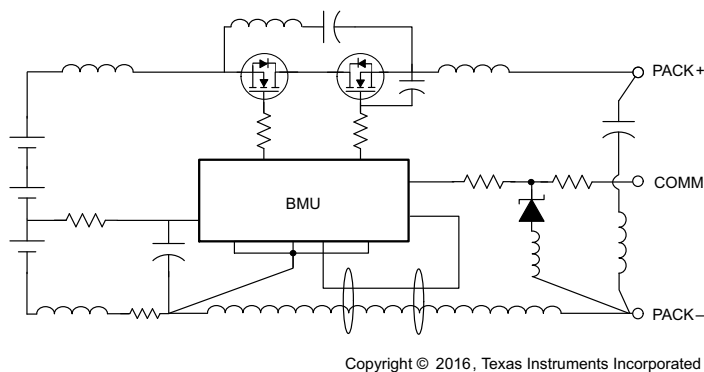 PACK+
COMM
BMU
PACK–
Copyright © 2016, Texas Instruments Incorporated